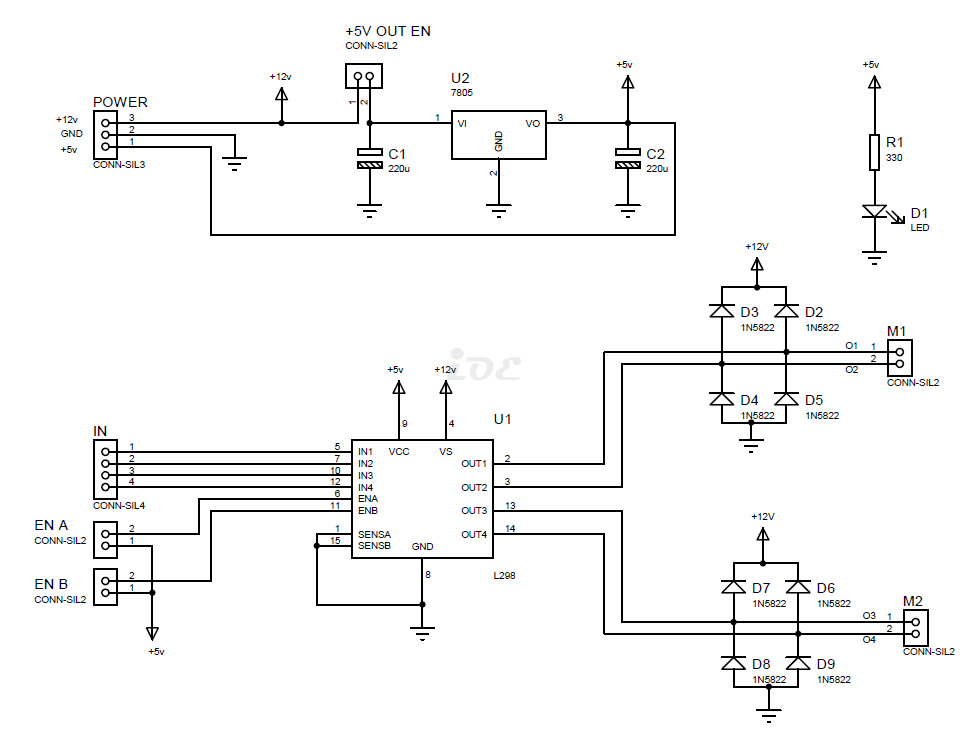 +5V OUT EN
CONN-SIL2
1
2
+12v
POWER
+12v
GND
+5v
3
2
1
CONN-SIL3
C1
220u
U2
7805
1
VI
VO
3
GND
2
+5v
C2
220u
+5v
R1
330
D1
LED
+12V
D3
1N5822
D2
1N5822
D4
1N5822
D5
1N5822
O1
1
O2
2
M1
CONN-SIL2
iDE
+5v
+12v
9
4
U1
IN
1
2
3
4
CONN-SIL4
EN A
CONN-SIL2
2
1
EN B
CONN-SIL2
2
1
+5v
5
IN1
7
IN2
10
IN3
12
IN4
6
ENA
11
ENB
1
SENSA
15
SENSB
VCC
VS
GND
8
OUT1
2
OUT2
3
OUT3
13
OUT4
14
L298
+12V
D7
1N5822
D6
1N5822
D8
1N5822
D9
1N5822
O3
1
O4
2
M2
CONN-SIL2